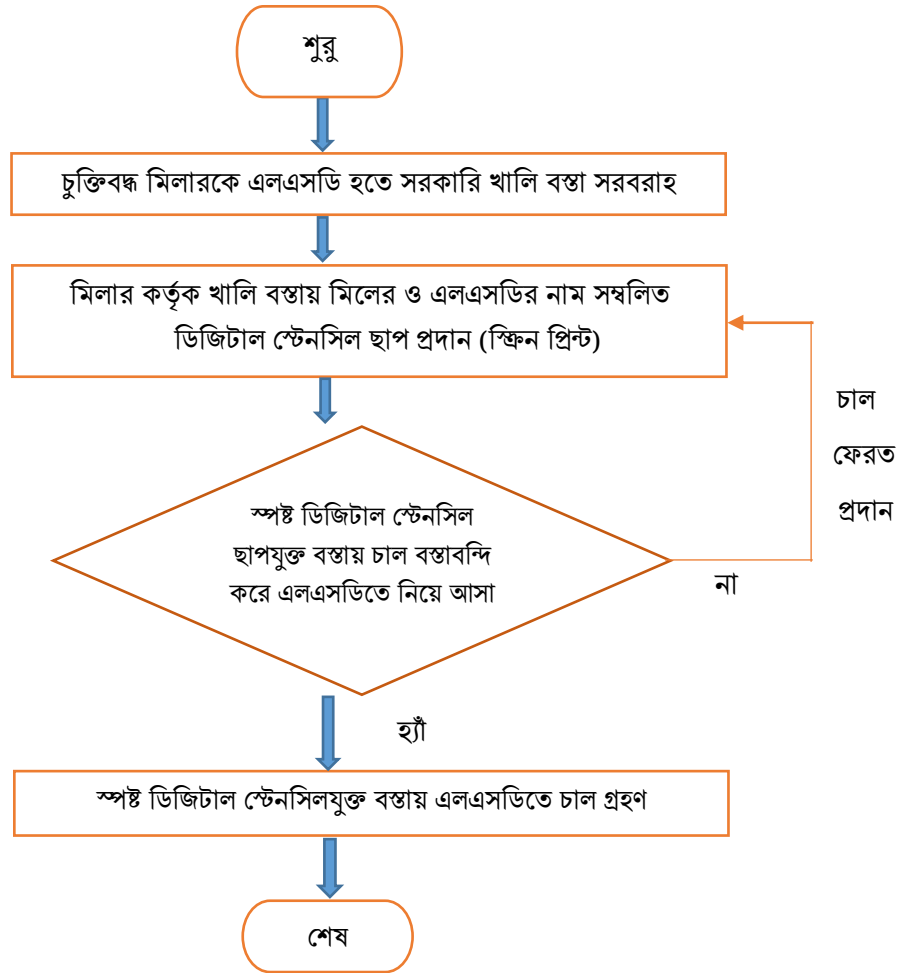 শুরু
চুক্তিবদ্ধ মিলারকে এলএসডি হতে সরকারি খালি বস্তা সরবরাহ
মিলার কর্তৃক খালি বস্তায় মিলের ও এলএসডির নাম সম্বলিত
ডিজিটাল স্টেনসিল ছাপ প্রদান (স্ক্রিন প্রিন্ট)
চাল
ফেরত
প্রদান
স্পষ্ট ডিজিটাল স্টেনসিল
ছাপযুক্ত বস্তায় চাল বস্তাবন্দি
করে এলএসডিতে নিয়ে আসা
না
হ্যাঁ
স্পষ্ট ডিজিটাল স্টেনসিলযুক্ত বস্তায় এলএসডিতে চাল গ্রহণ
শেষ